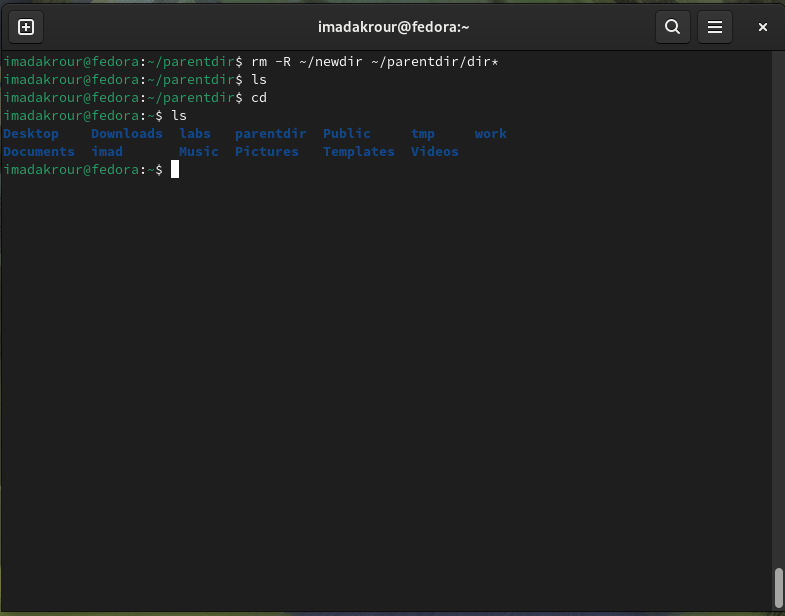 imadakrour@fedora:~
imadakrour@fedora:~/parentdir$ rm -R ~/newdir ~/parentdir/dir*
imadakrour@fedora:~/parentdir$ ls
imadakrour@fedora:~/parentdir$ cd
imadakrour@fedora:~$ ls
Desktop    Downloads  labs   parentdir  Public     tmp     work
Documents  imad       Music  Pictures   Templates  Videos
imadakrour@fedora:~$